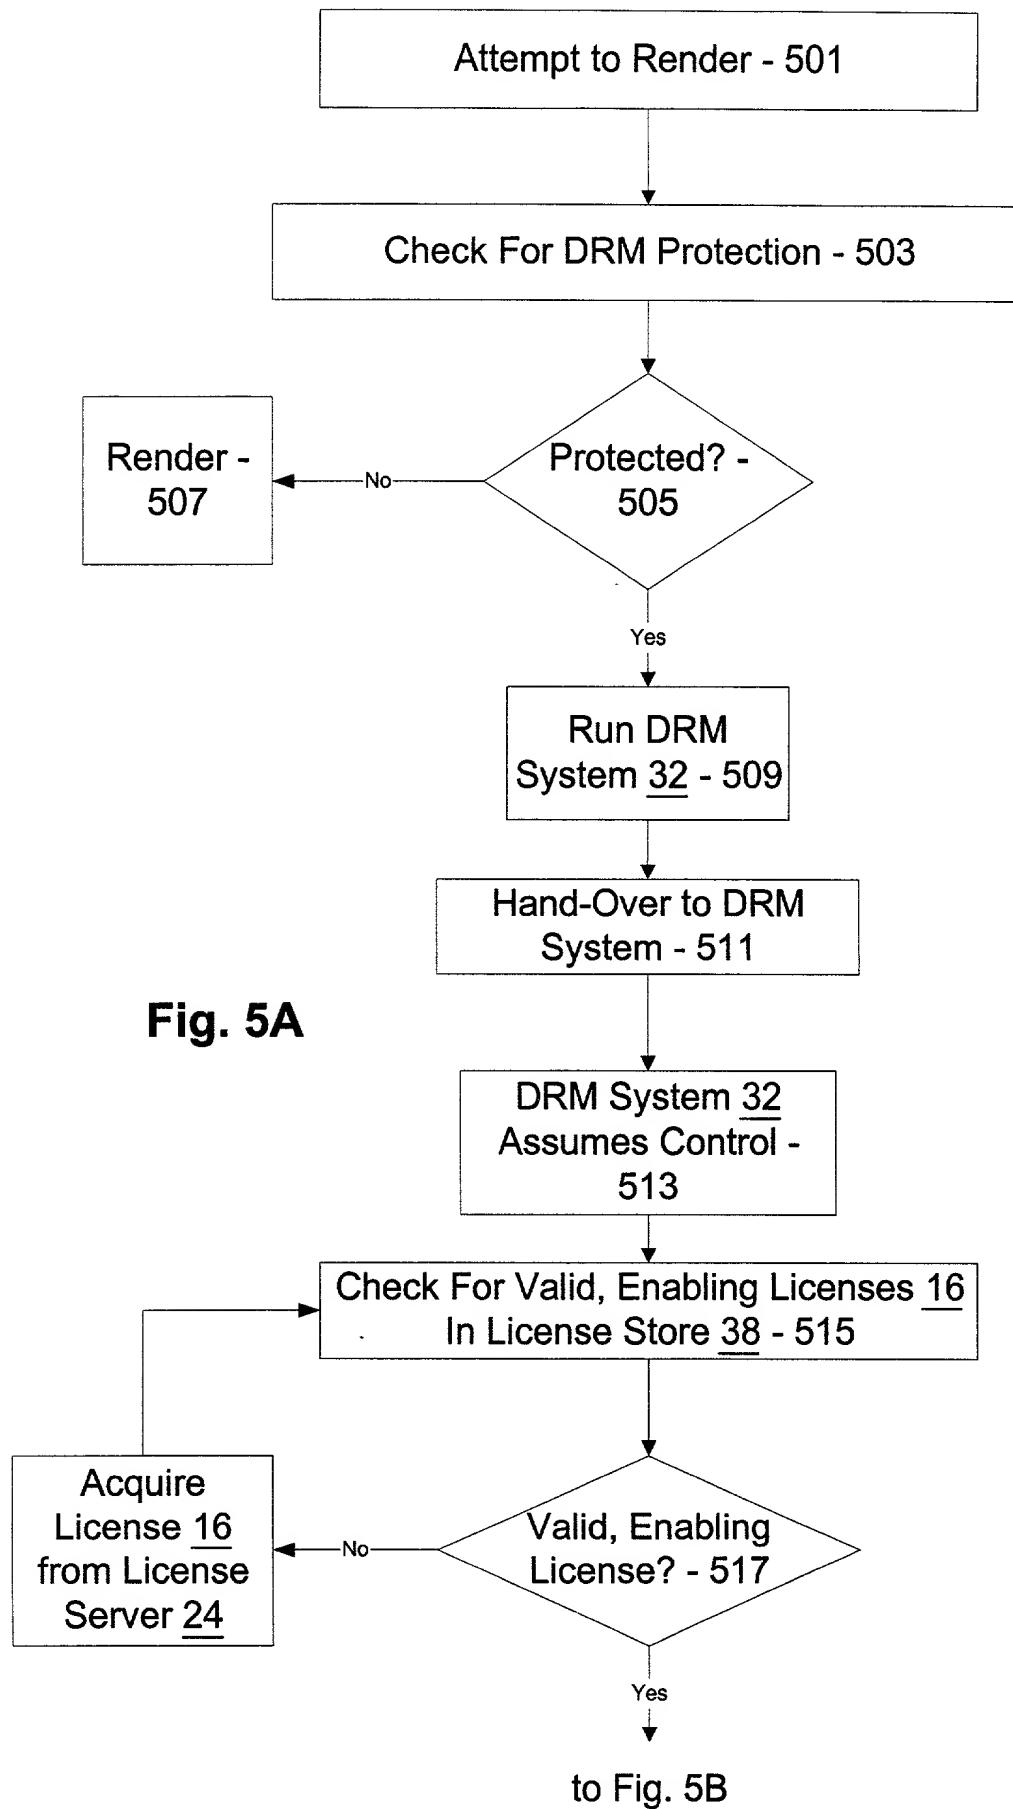 Attempt to Render - 501
Check For DRM Protection - 503
Protected? -
505
No
Render -
507
Yes
Run DRM
System 32 - 509
Hand-Over to DRM
System - 511
Fig. 5A
DRM System 32
Assumes Control -
513
Check For Valid, Enabling Licenses 16
In License Store 38 - 515
Valid, Enabling
License? - 517
No
Acquire
License 16
from License
Server 24
Yes
to Fig. 5B